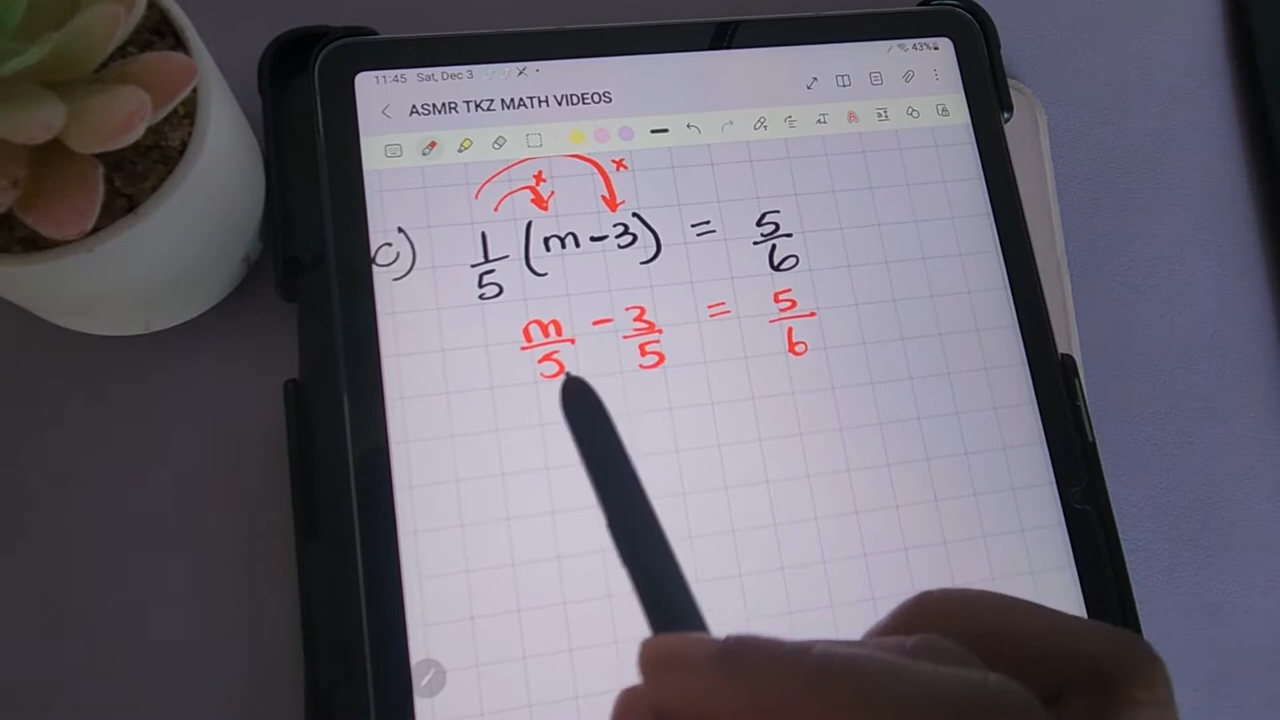 11:45 Sat, Dec 3 43%
ASMR TKZ MATH VIDEOS
x x
c) 1/5 (m-3) = 5/6
m/5 - 3/5 = 5/6